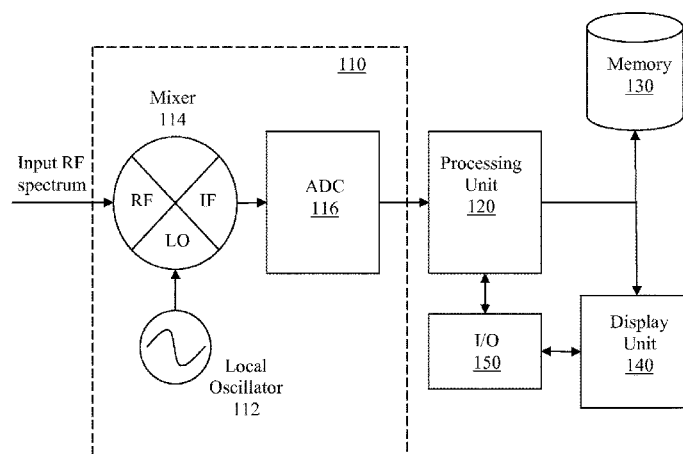 110
Mixer
114
Input RF
spectrum
RF
IF
LO
ADC
116
Processing
Unit
120
Memory
130
Local
Oscillator
112
I/O
150
Display
Unit
140